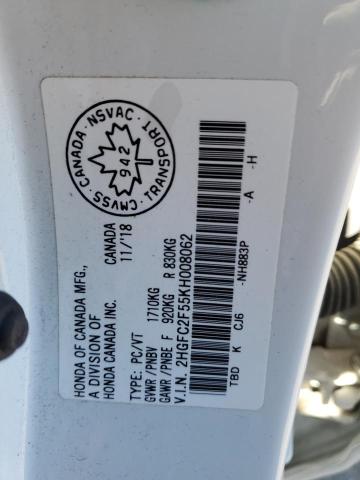 HONDA OF CANADA MFG., CANADA
A DIVISION OF 11/'18
HONDA CANADA INC.
TYPE: PC/VT
GVWR /PNBV 1710KG
GAWR /PNBE F 920KG R 830KG
V.I.N. 2HGFC2F55KH008062
-NH883P -A -H
TBD K CJ6
CMVSS·CANADA·NSVAC·TRANSPORT
942